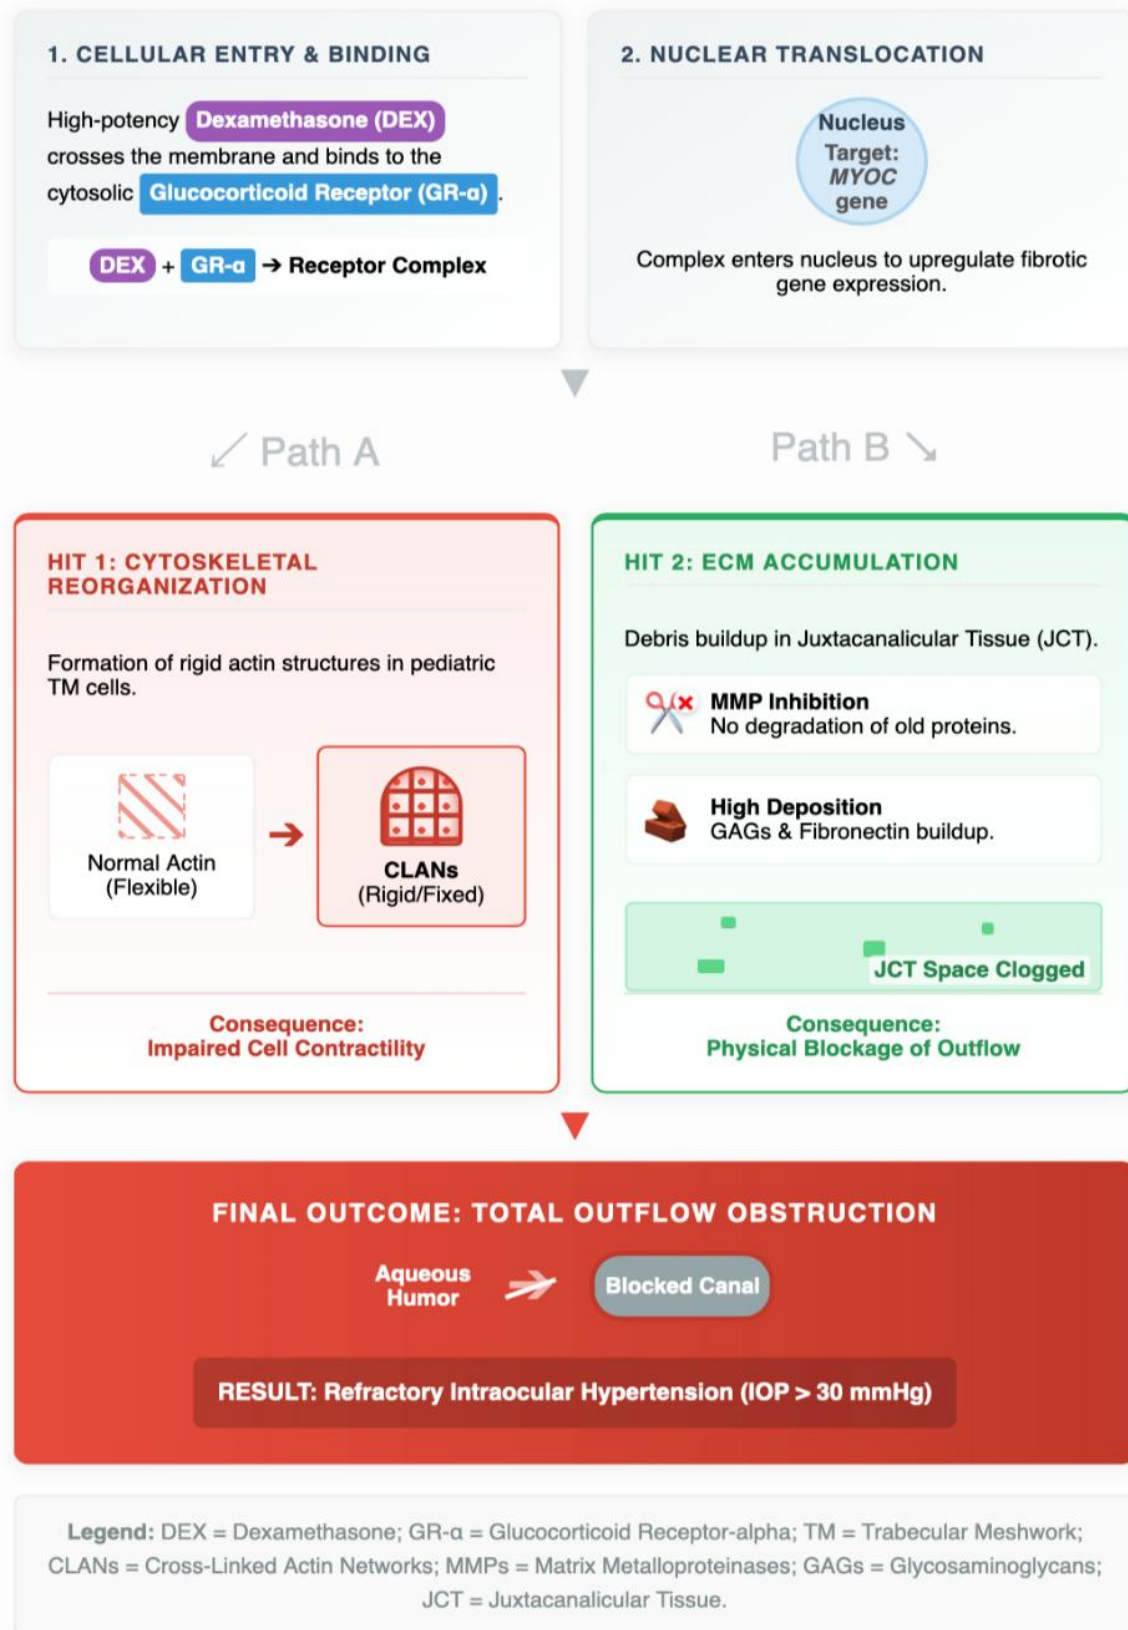 1. CELLULAR ENTRY & BINDING
High-potency Dexamethasone (DEX)
crosses the membrane and binds to the
cytosolic Glucocorticoid Receptor (GR-α) .
DEX + GR-α → Receptor Complex
2. NUCLEAR TRANSLOCATION
Nucleus
Target:
MYOC
gene
Complex enters nucleus to upregulate fibrotic
gene expression.
↙ Path A
Path B ↘
HIT 1: CYTOSKELETAL
REORGANIZATION
Formation of rigid actin structures in pediatric
TM cells.
Normal Actin
(Flexible)
CLANs
(Rigid/Fixed)
Consequence:
Impaired Cell Contractility
HIT 2: ECM ACCUMULATION
Debris buildup in Juxtacanalicular Tissue (JCT).
MMP Inhibition
No degradation of old proteins.
High Deposition
GAGs & Fibronectin buildup.
JCT Space Clogged
Consequence:
Physical Blockage of Outflow
FINAL OUTCOME: TOTAL OUTFLOW OBSTRUCTION
Aqueous
Humor
Blocked Canal
RESULT: Refractory Intraocular Hypertension (IOP > 30 mmHg)
Legend: DEX = Dexamethasone; GR-α = Glucocorticoid Receptor-alpha; TM = Trabecular Meshwork;
CLANs = Cross-Linked Actin Networks; MMPs = Matrix Metalloproteinases; GAGs = Glycosaminoglycans;
JCT = Juxtacanalicular Tissue.